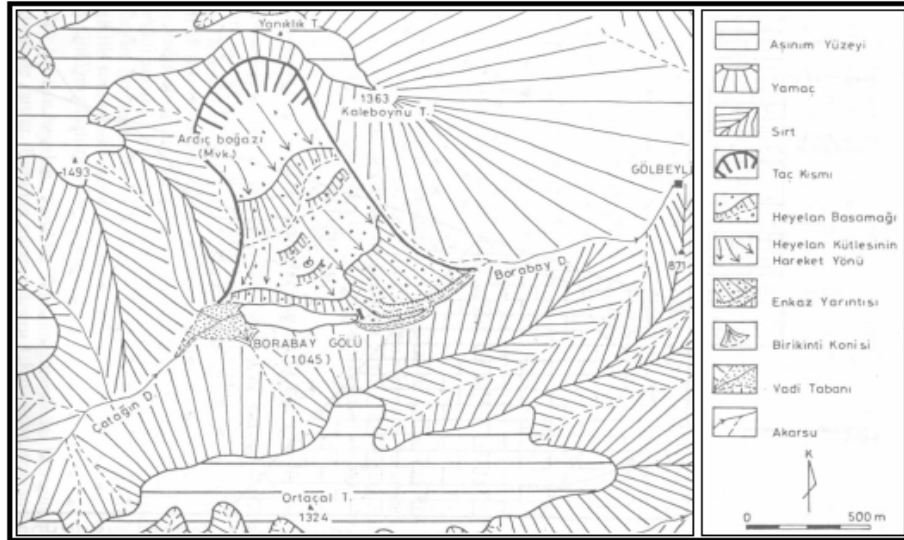 Yanıklık T.
1363
Kaleboynu T.
Ardıç boğazı
(Mvk.)
1493
GÖLBEYLİ
871
Borabay D.
BORABAY GÖLÜ
(1045)
Çatağın D.
Ortaçal T.
1324
Aşınım Yüzeyi
Yamaç
Sırt
Taç Kısmı
Heyelan Basamağı
Heyelan Kütlesinin
Hareket Yönü
Enkaz Yarıntısı
Birikinti Konisi
Vadi Tabanı
Akarsu
K
0 500 m